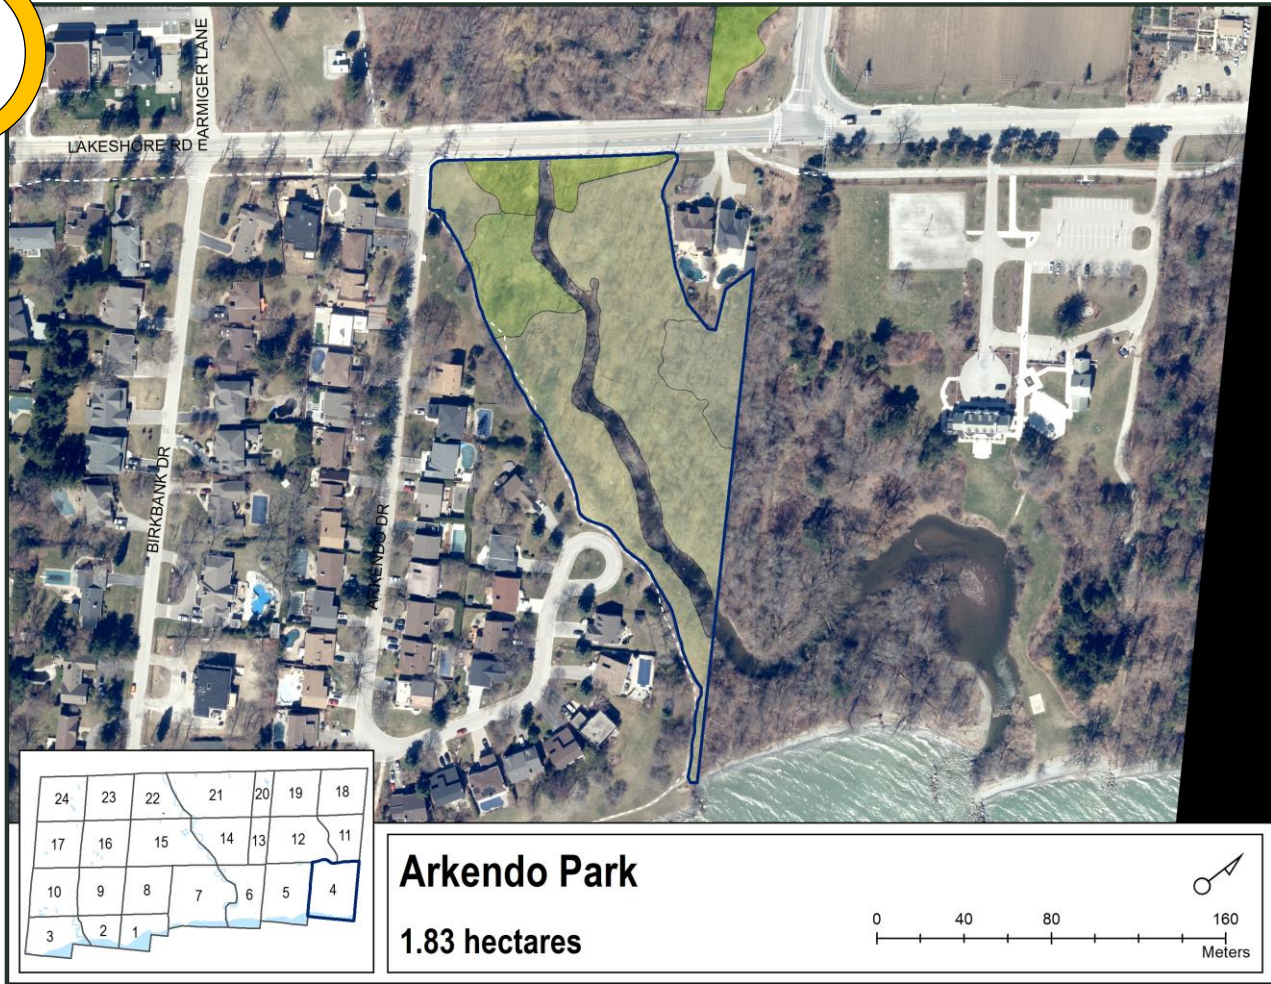 EARMIGER LANE
LAKESHORE RD E
BIRKBANK DR
ARKENDO DR
24 23 22 21 20 19 18
17 16 15 14 13 12 11
10 9 8 7 6 5 4
3 2 1
Arkendo Park
1.83 hectares
0 40 80 160
Meters